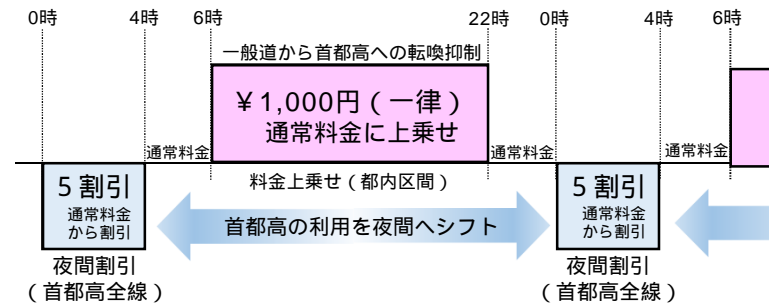 0時 4時 6時 22時 0時 4時 6時
一般道から首都高への転嫁抑制
¥1,000円(一律)
通常料金に上乗せ
通常料金 通常料金 通常料金
料金上乗せ(都内区間)
5割引
通常料金
から割引
首都高の利用を夜間へシフト
5割引
通常料金
から割引
夜間割引
(首都高全線)
夜間割引
(首都高全線)